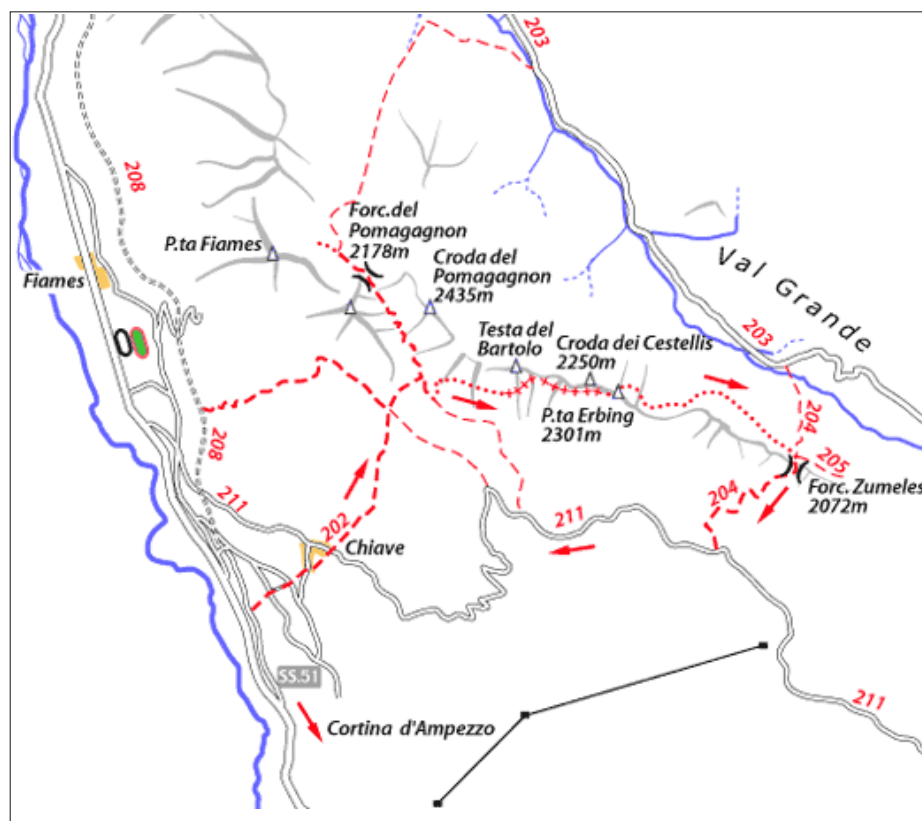 203
208
Forc.del
Pomagagnon
2178m
P.ta Fiames
Fiames
Croda del
Pomagagnon
2435m
Val Grande
Testa del
Bartolo
Croda dei Cestellis
2250m
203
P.ta Erbing
2301m
204
205
208
Forc. Zumeles
2072m
204
211
211
202
Chiave
SS.51
Cortina d'Ampezzo
211